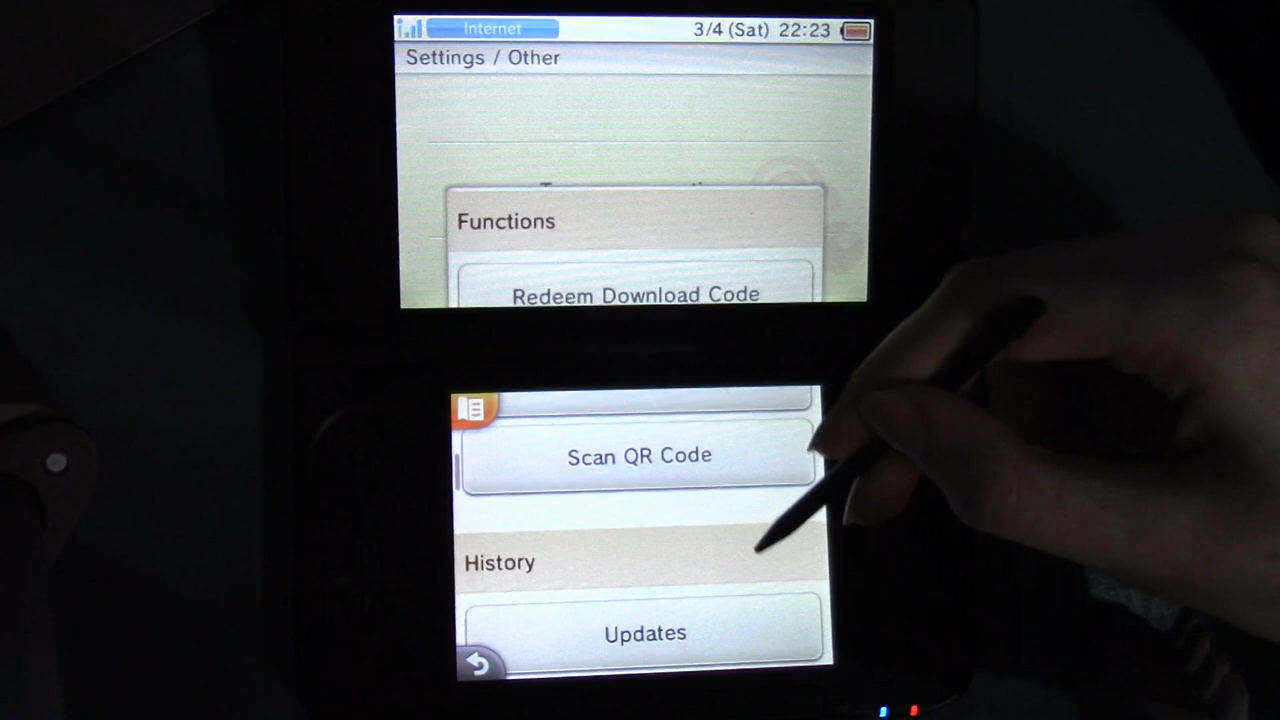 Internet 3/4 (Sat) 22:23
Settings / Other
Functions
Redeem Download Code
Scan QR Code
History
Updates